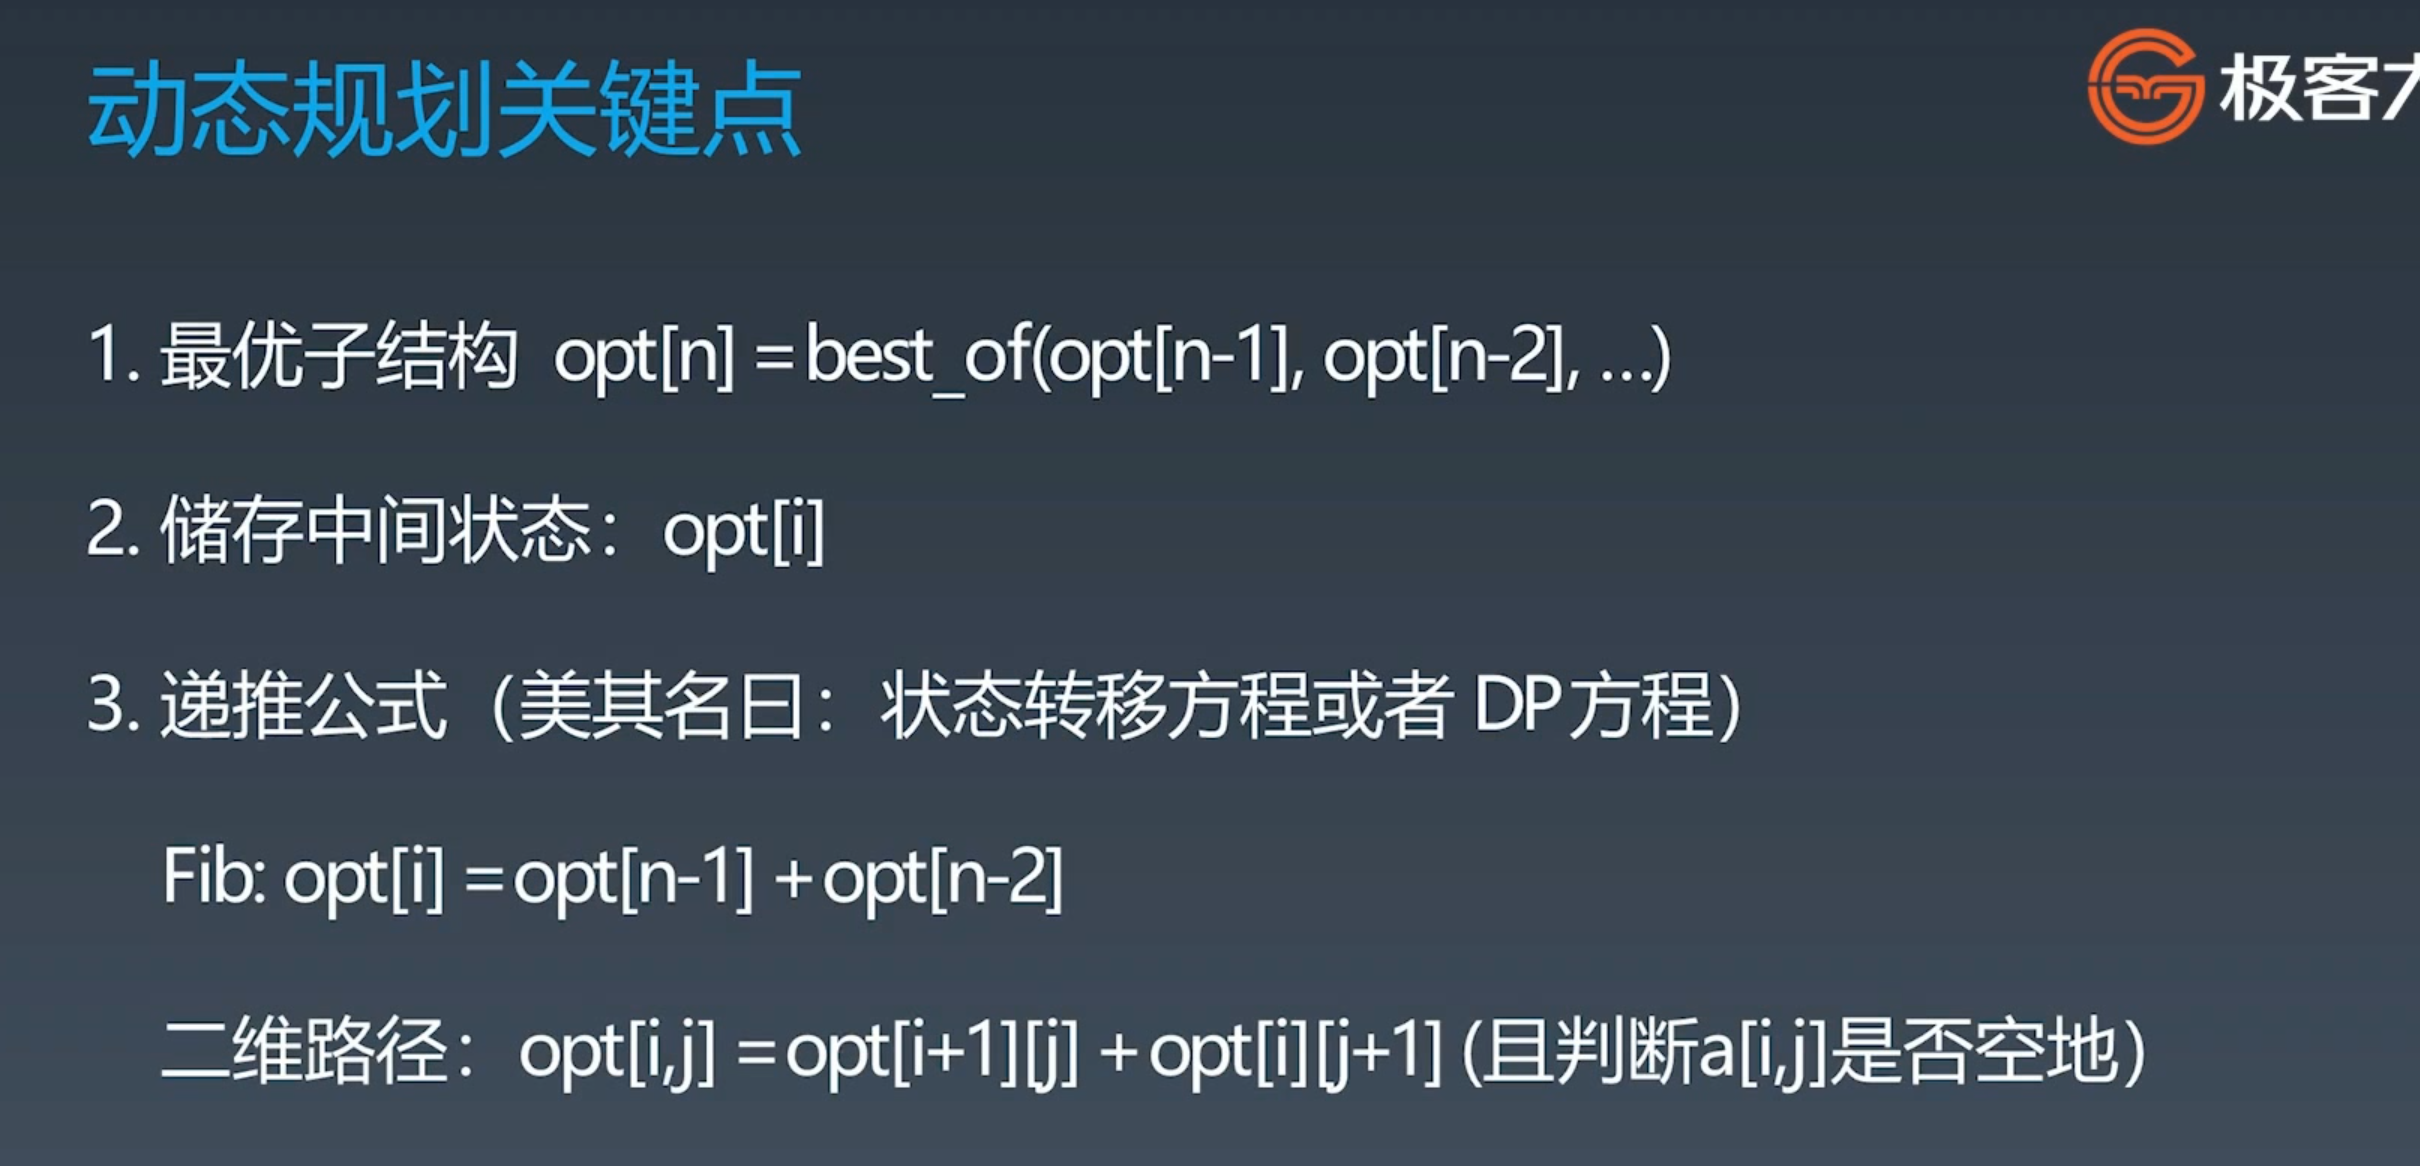 动态规划关键点
极客
1. 最优子结构 opt[n] = best_of(opt[n-1], opt[n-2], …)
2. 储存中间状态：opt[i]
3. 递推公式（美其名曰：状态转移方程或者 DP方程）
Fib: opt[i] = opt[n-1] + opt[n-2]
二维路径：opt[i,j] = opt[i+1][j] + opt[i][j+1] (且判断a[i,j]是否空地）